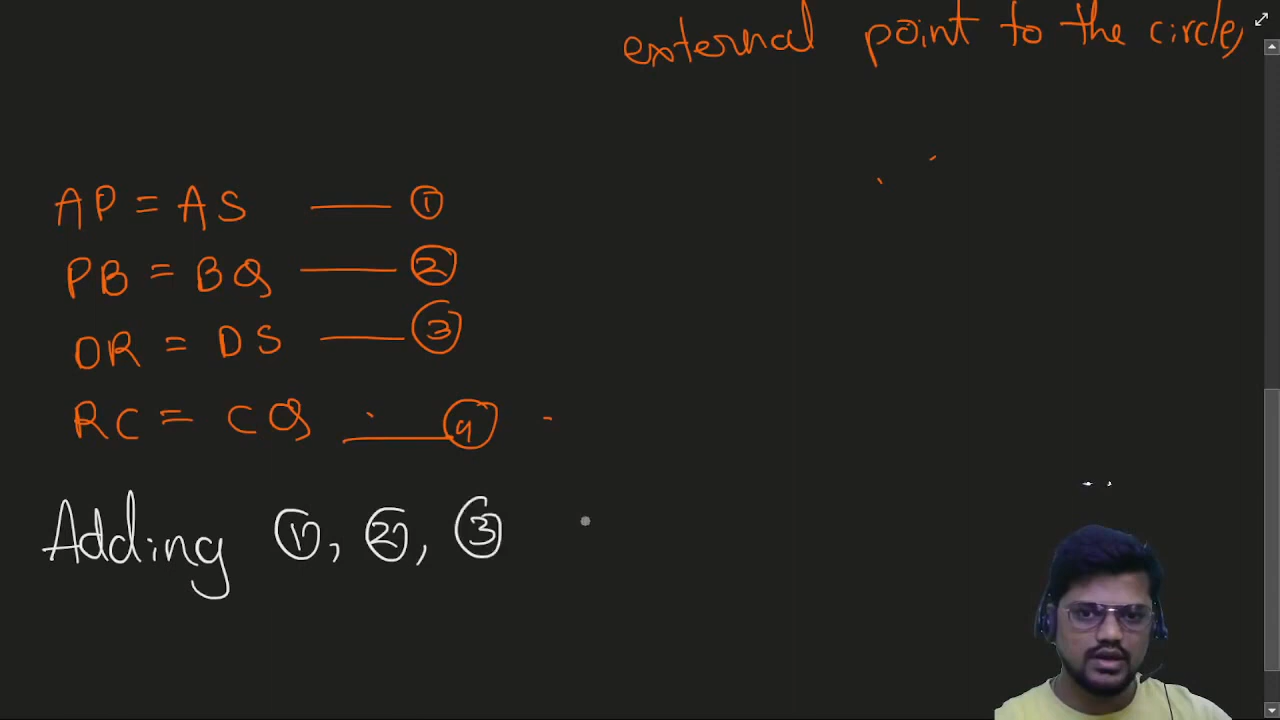 external point to the circle,
AP = AS —— ①
PB = BQ —— ②
DR = DS —— ③
RC = CQ —— ④
Adding ①, ②, ③